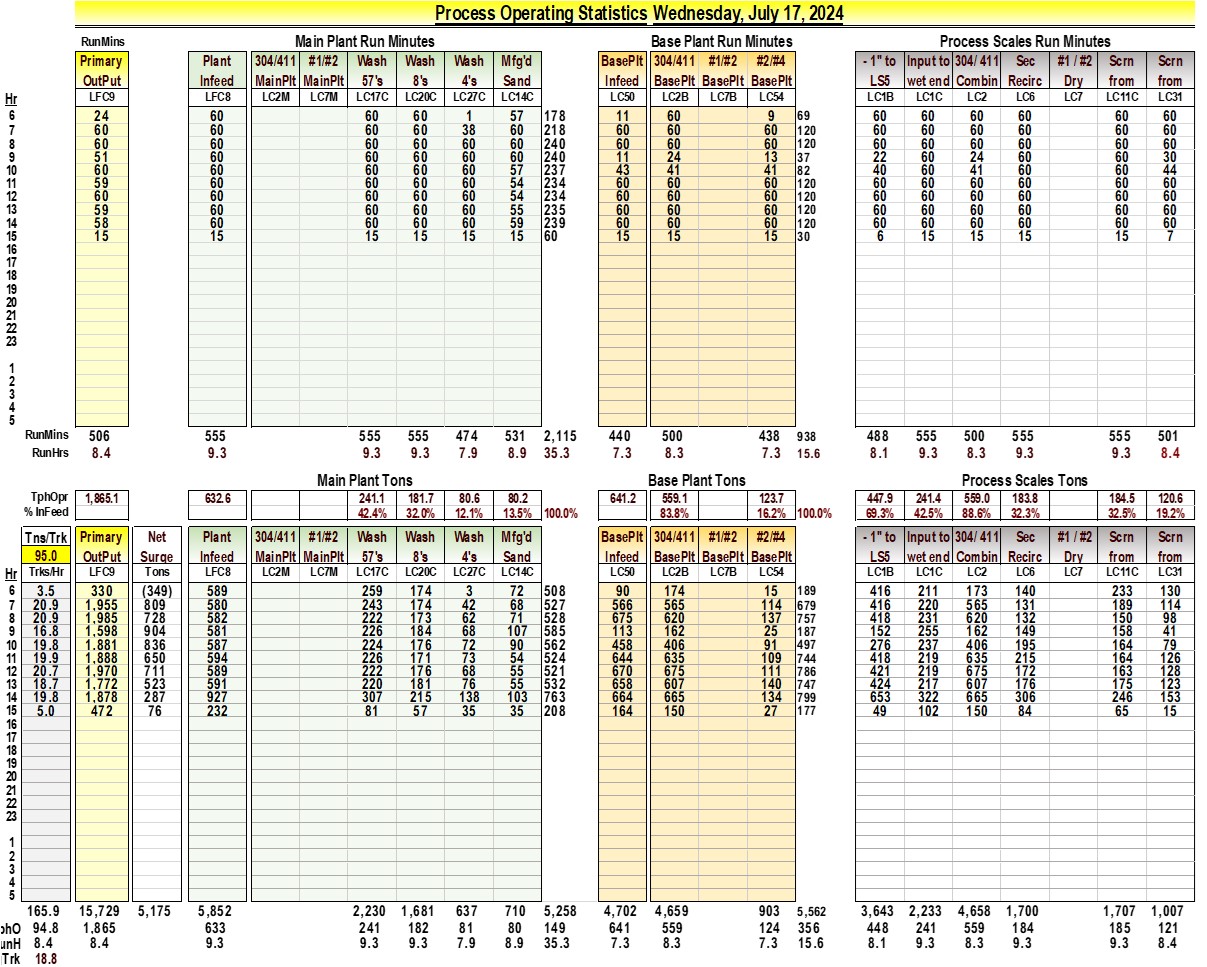 Process Operating Statistics Wednesday, July 17, 2024
RunMins Main Plant Run Minutes Base Plant Run Minutes Process Scales Run Minutes
Primary Plant 304/411 #1/#2 Wash Wash Wash Mfg'd BasePlt 304/411 #1/#2 #2/#4 - 1" to Input to 304/ 411 Sec #1 / #2 Scrn Scrn
OutPut Infeed MainPlt MainPlt 57's 8's 4's Sand Infeed BasePlt BasePlt BasePlt LS5 wet end Combin Recirc Dry from from
Hr LFC9 LFC8 LC2M LC7M LC17C LC20C LC27C LC14C LC50 LC2B LC7B LC54 LC1B LC1C LC2 LC6 LC7 LC11C LC31
6 24 60 60 60 1 57 178 11 60 9 69 60 60 60 60 60 60
7 60 60 60 60 38 60 218 60 60 60 120 60 60 60 60 60 60
8 60 60 60 60 60 60 240 60 60 60 120 60 60 60 60 60 60
9 51 60 60 60 60 60 240 11 24 13 37 22 60 24 60 60 30
10 60 60 60 60 60 57 237 43 41 41 82 40 60 41 60 60 44
11 59 60 60 60 60 54 234 60 60 60 120 60 60 60 60 60 60
12 60 60 60 60 60 54 234 60 60 60 120 60 60 60 60 60 60
13 59 60 60 60 60 55 235 60 60 60 120 60 60 60 60 60 60
14 58 60 60 60 60 59 239 60 60 60 120 60 60 60 60 60 60
15 15 15 15 15 15 15 60 15 15 15 30 6 15 15 15 15 7
16
17
18
19
20
21
22
23
1
2
3
4
5
RunMins 506 555 555 555 474 531 2,115 440 500 438 938 488 555 500 555 555 501
RunHrs 8.4 9.3 9.3 9.3 7.9 8.9 35.3 7.3 8.3 7.3 15.6 8.1 9.3 8.3 9.3 9.3 8.4
Main Plant Tons Base Plant Tons Process Scales Tons
TphOpr 1,865.1 632.6 241.1 181.7 80.6 80.2 641.2 559.1 123.7 447.9 241.4 559.0 183.8 184.5 120.6
% InFeed 42.4% 32.0% 12.1% 13.5% 100.0% 83.8% 16.2% 100.0% 69.3% 42.5% 88.6% 32.3% 32.5% 19.2%
Tns/Trk Primary Net Plant 304/411 #1/#2 Wash Wash Wash Mfg'd BasePlt 304/411 #1/#2 #2/#4 - 1" to Input to 304/ 411 Sec #1 / #2 Scrn Scrn
95.0 OutPut Surge Infeed MainPlt MainPlt 57's 8's 4's Sand Infeed BasePlt BasePlt BasePlt LS5 wet end Combin Recirc Dry from from
Hr Trks/Hr LFC9 Tons LFC8 LC2M LC7M LC17C LC20C LC27C LC14C LC50 LC2B LC7B LC54 LC1B LC1C LC2 LC6 LC7 LC11C LC31
6 3.5 330 (349) 589 259 174 3 72 508 90 174 15 189 416 211 173 140 233 130
7 20.9 1,955 809 580 243 174 42 68 527 566 565 114 679 416 220 565 131 189 114
8 20.9 1,985 728 582 222 173 62 71 528 675 620 137 757 418 231 620 132 150 98
9 16.8 1,598 904 581 226 184 68 107 585 113 162 25 187 152 255 162 149 158 41
10 19.8 1,881 836 587 224 176 72 90 562 458 406 91 497 276 237 406 195 164 79
11 19.9 1,888 650 594 226 171 73 54 524 644 635 109 744 418 219 635 215 164 126
12 20.7 1,970 711 589 222 176 68 55 521 670 675 111 786 421 219 675 172 163 128
13 18.7 1,772 523 591 220 181 76 55 532 658 607 140 747 424 217 607 176 175 123
14 19.8 1,878 287 927 307 215 138 103 763 664 665 134 799 653 322 665 306 246 153
15 5.0 472 76 232 81 57 35 35 208 164 150 27 177 49 102 150 84 65 15
16
17
18
19
20
21
22
23
1
2
3
4
5
165.9 15,729 5,175 5,852 2,230 1,681 637 710 5,258 4,702 4,659 903 5,562 3,643 2,233 4,658 1,700 1,707 1,007
phO 94.8 1,865 633 241 182 81 80 149 641 559 124 356 448 241 559 184 185 121
unH 8.4 8.4 9.3 9.3 9.3 7.9 8.9 35.3 7.3 8.3 7.3 15.6 8.1 9.3 8.3 9.3 9.3 8.4
Trk 18.8